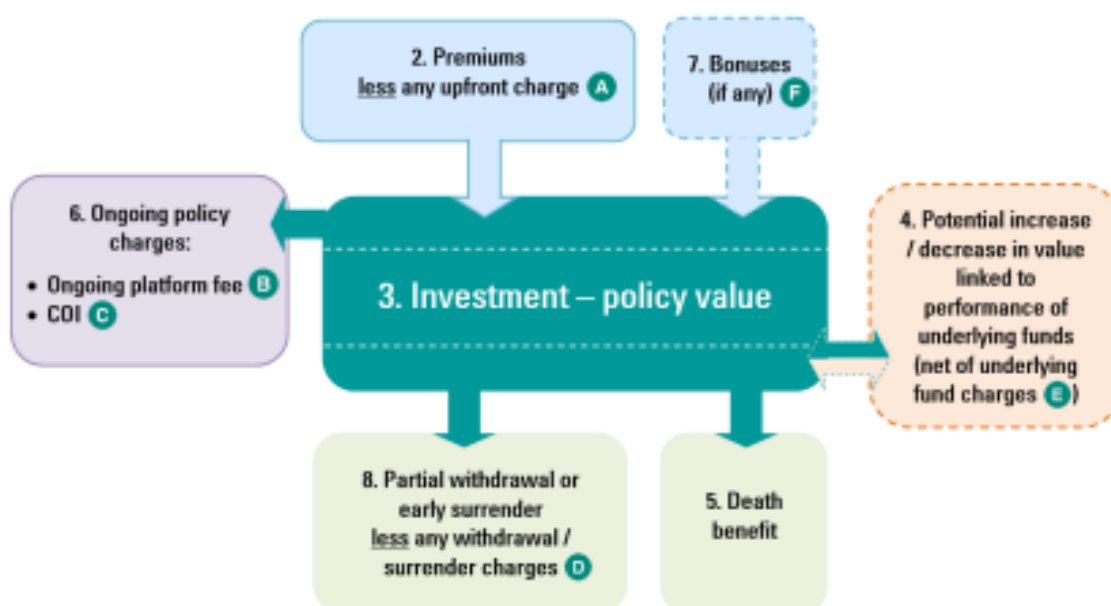 2. Premiums
less any upfront charge A
7. Bonuses
(if any) F
6. Ongoing policy
charges:
• Ongoing platform fee B
• COI C
3. Investment – policy value
4. Potential increase
/ decrease in value
linked to
performance of
underlying funds
(net of underlying
fund charges E )
8. Partial withdrawal or
early surrender
less any withdrawal /
surrender charges D
5. Death
benefit